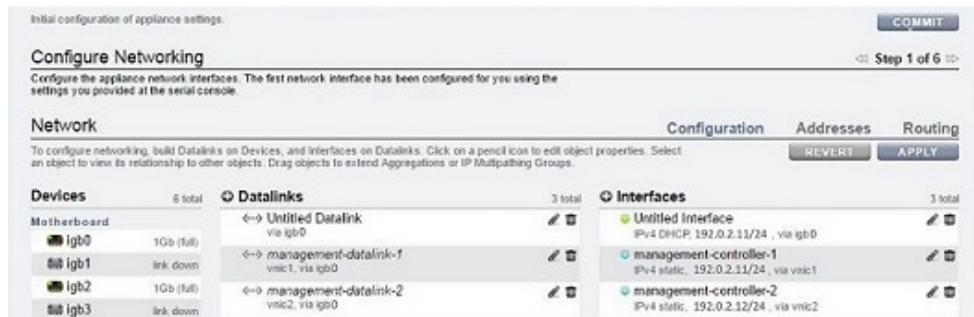 Initial configuration of appliance settings.
COMMIT
Configure Networking
Step 1 of 6
Configure the appliance network interfaces. The first network interface has been configured for you using the
settings you provided at the serial console.
Network
Configuration Addresses Routing
To configure networking, build Datalinks on Devices, and Interfaces on Datalinks. Click on a pencil icon to edit object properties. Select
an object to view its relationship to other objects. Drag objects to extend Aggregations or IP Multipathing Groups.
REVERT APPLY
Devices 6 total
Motherboard
igb0 1Gb (full)
igb1 link down
igb2 1Gb (full)
igb3 link down
Datalinks 3 total
Untitled Datalink
via igb0
management-datalink-1
vnic1, via igb0
management-datalink-2
vnic2, via igb0
Interfaces 3 total
Untitled Interface
IPv4 DHCP, 192.0.2.11/24 , via igb0
management-controller-1
IPv4 static, 192.0.2.11/24 , via vnic1
management-controller-2
IPv4 static, 192.0.2.12/24 , via vnic2